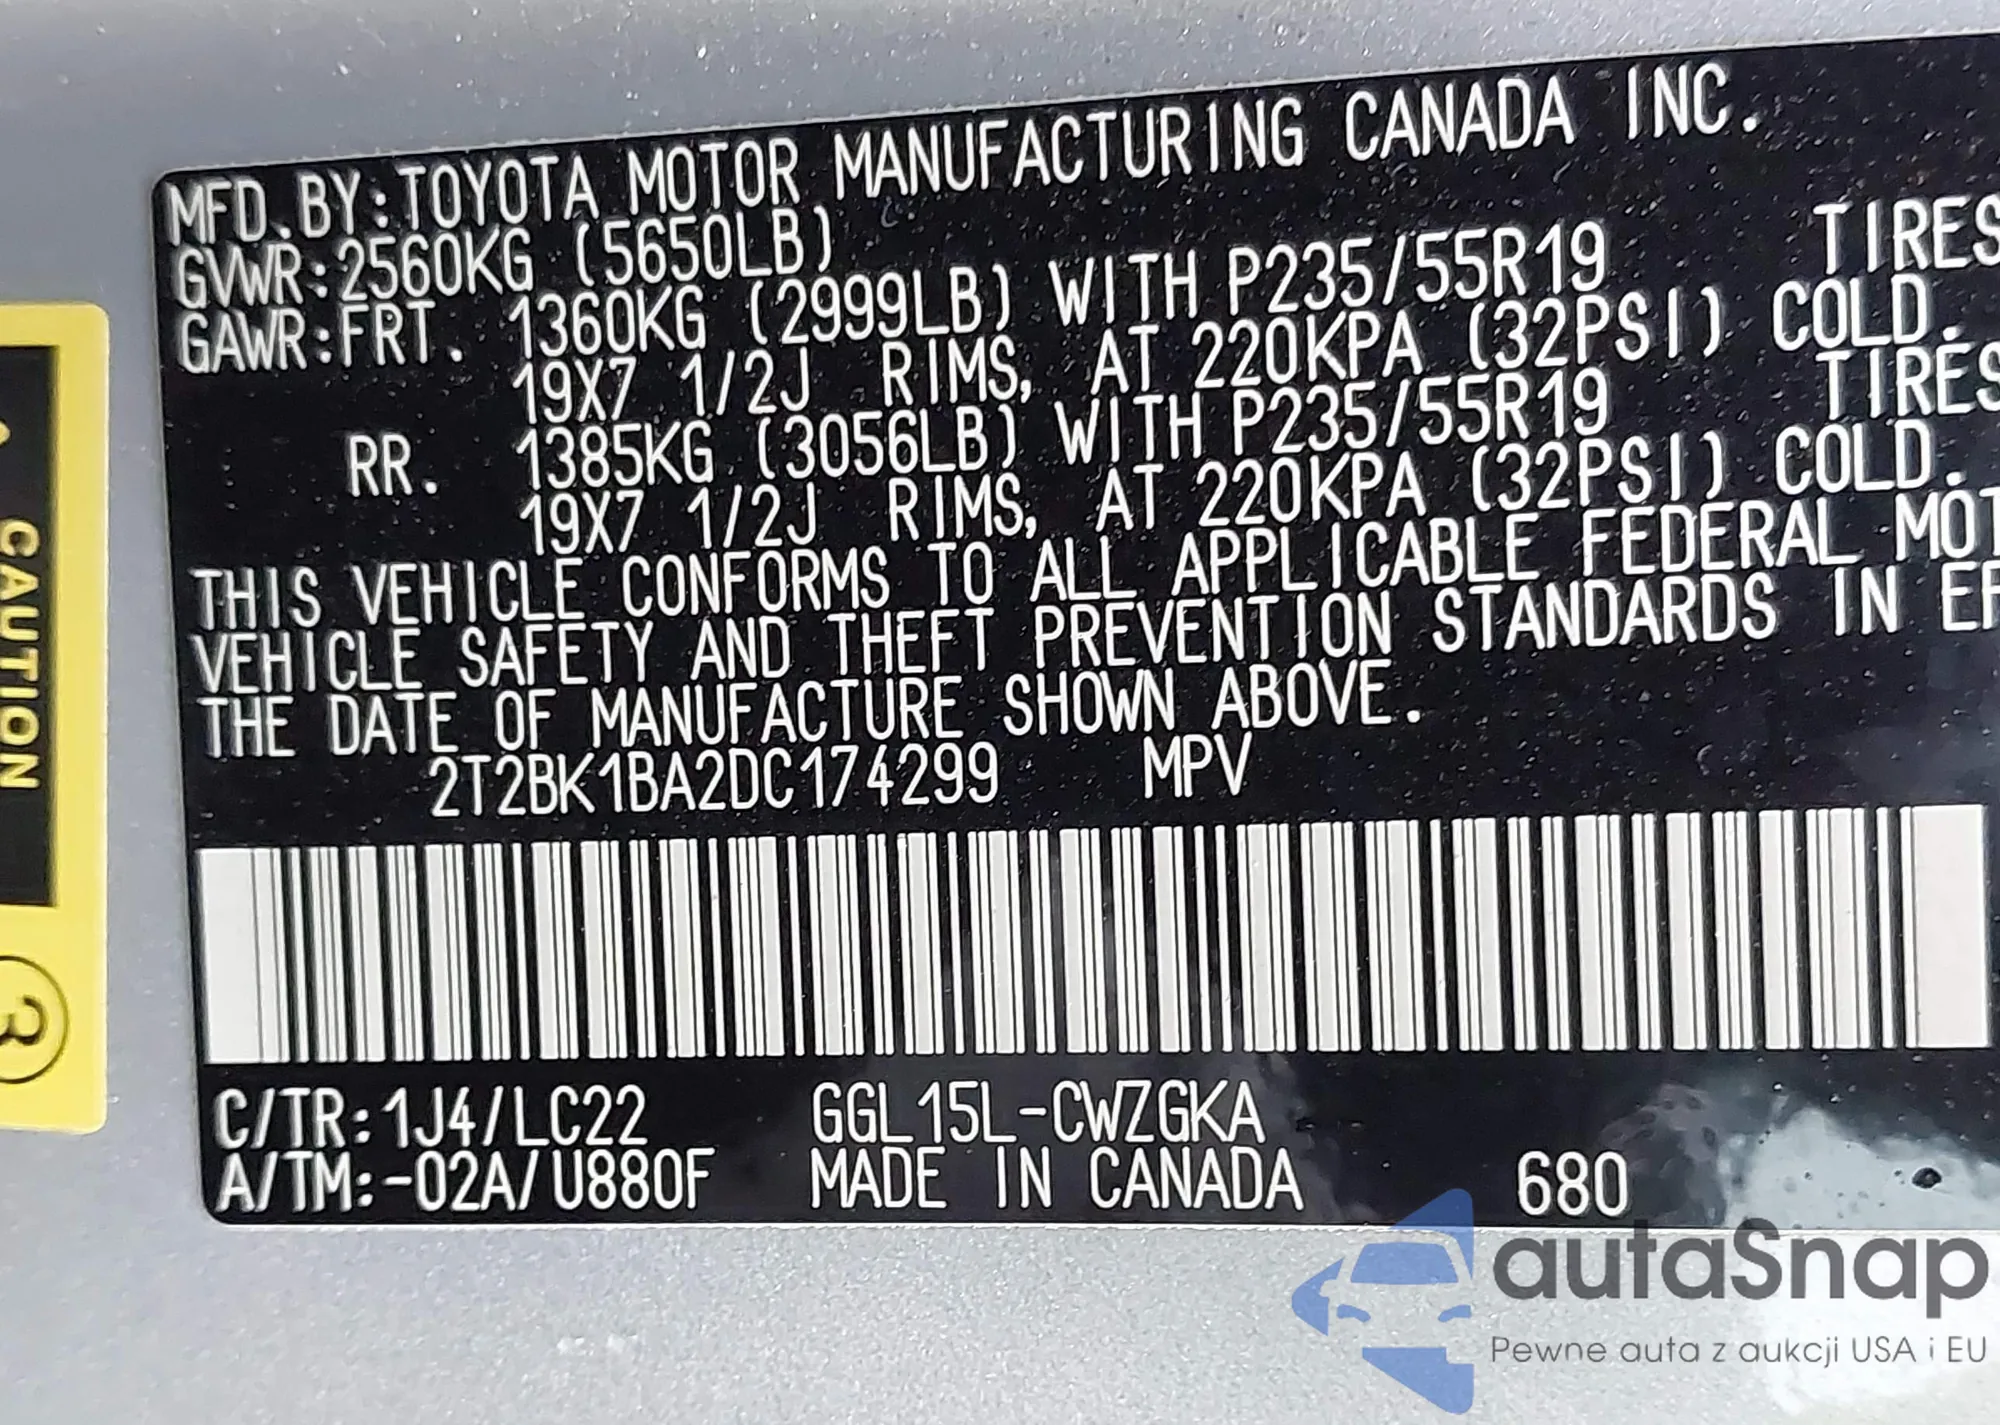 MFD.BY:TOYOTA MOTOR MANUFACTURING CANADA INC.
GVWR:2560KG (5650LB)
GAWR:FRT. 1360KG (2999LB) WITH P235/55R19 TIRES
19X7 1/2J RIMS, AT 220KPA (32PSI) COLD.
RR. 1385KG (3056LB) WITH P235/55R19 TIRES
19X7 1/2J RIMS, AT 220KPA (32PSI) COLD.
THIS VEHICLE CONFORMS TO ALL APPLICABLE FEDERAL MOT
VEHICLE SAFETY AND THEFT PREVENTION STANDARDS IN EF
THE DATE OF MANUFACTURE SHOWN ABOVE.
2T2BK1BA2DC174299 MPV
C/TR:1J4/LC22 GGL15L-CWZGKA
A/TM:-02A/U880F MADE IN CANADA 680
CAUTION
3
autaSnap
Pewne auta z aukcji USA i EU